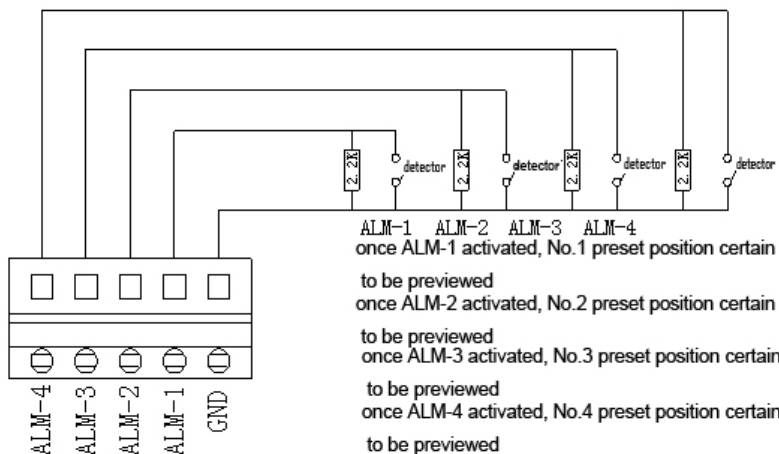 2.2K detector 2.2K detector 2.2K detector 2.2K detector
ALM-1 ALM-2 ALM-3 ALM-4
once ALM-1 activated, No.1 preset position certain
to be previewed
once ALM-2 activated, No.2 preset position certain
to be previewed
once ALM-3 activated, No.3 preset position certain
to be previewed
once ALM-4 activated, No.4 preset position certain
to be previewed
ALM-4
ALM-3
ALM-2
ALM-1
GND